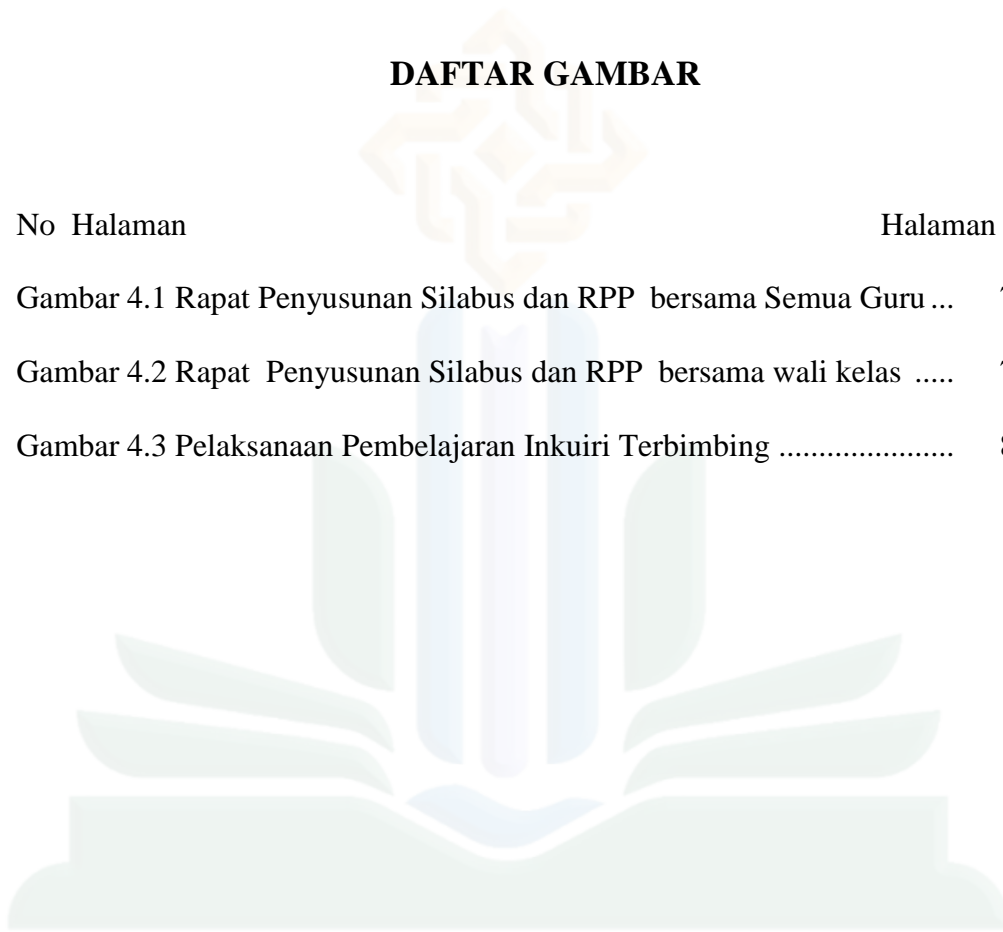 DAFTAR GAMBAR
No Halaman Halaman
Gambar 4.1 Rapat Penyusunan Silabus dan RPP bersama Semua Guru ...
Gambar 4.2 Rapat Penyusunan Silabus dan RPP bersama wali kelas .....
Gambar 4.3 Pelaksanaan Pembelajaran Inkuiri Terbimbing ......................